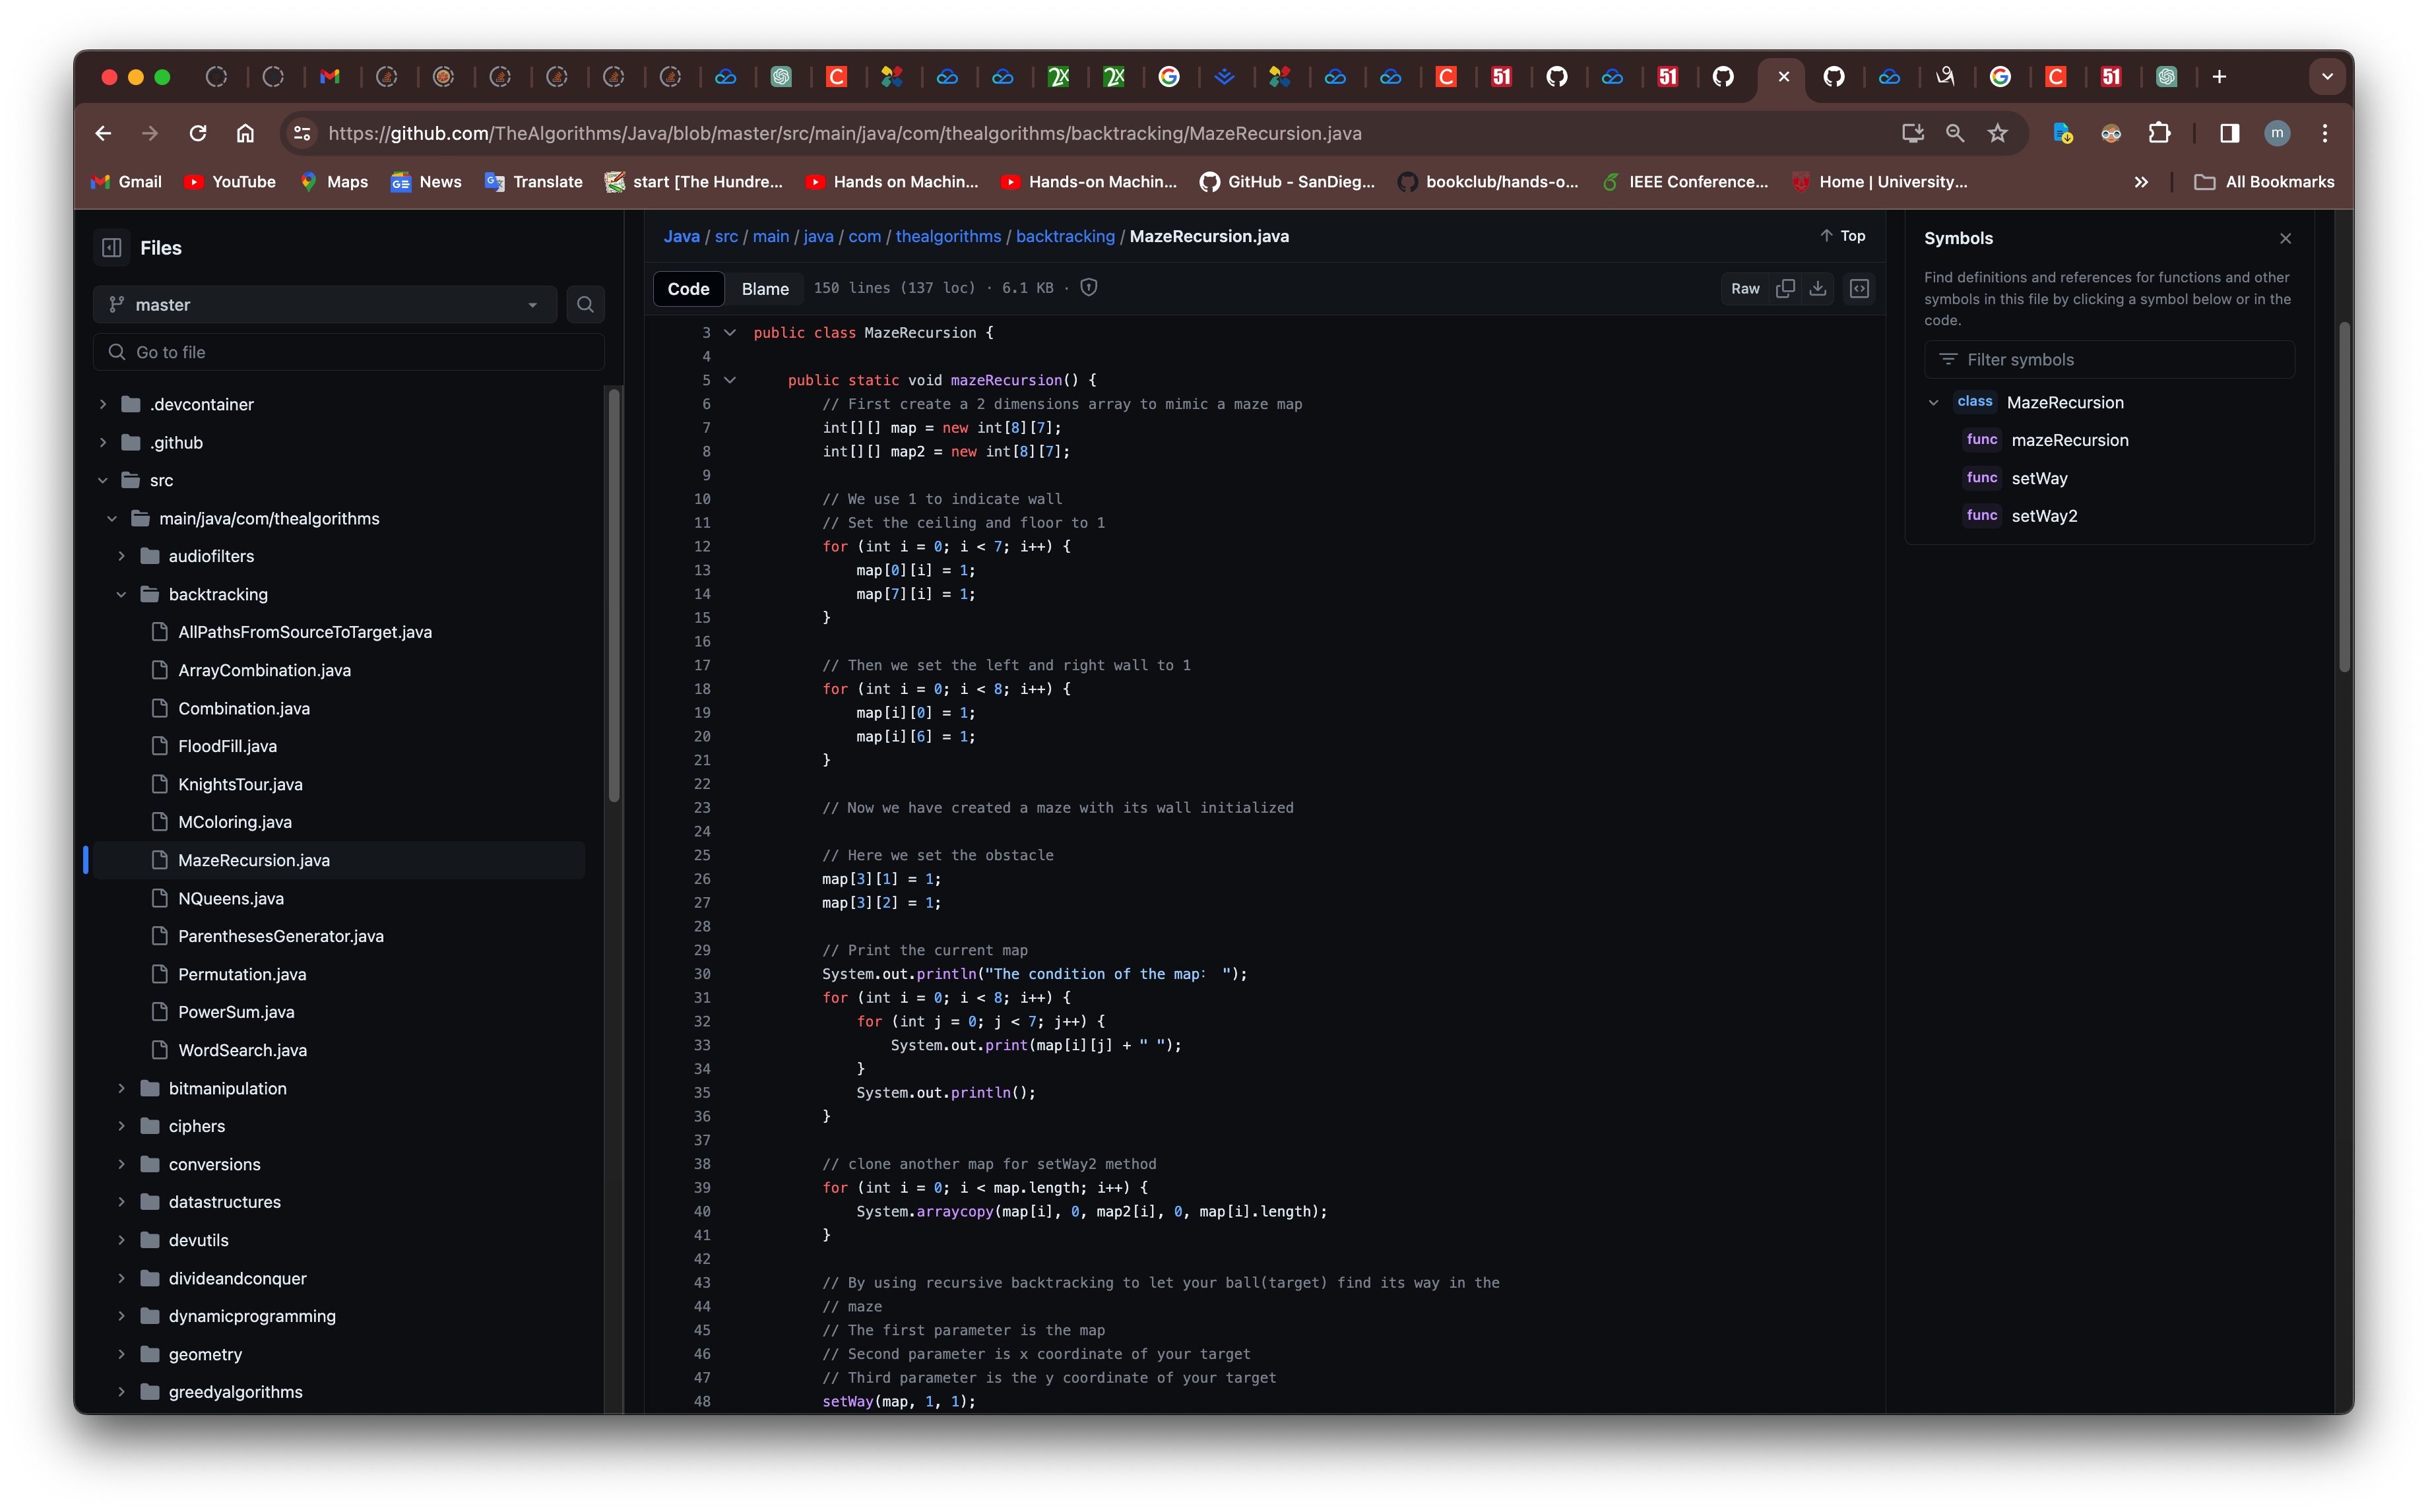 https://github.com/TheAlgorithms/Java/blob/master/src/main/java/com/thealgorithms/backtracking/MazeRecursion.java
m
Gmail YouTube Maps News Translate start [The Hundre... Hands on Machin... Hands-on Machin... GitHub - SanDieg... bookclub/hands-o... IEEE Conference... Home | University... All Bookmarks
Files
master
Go to file
.devcontainer
.github
src
main/java/com/thealgorithms
audiofilters
backtracking
AllPathsFromSourceToTarget.java
ArrayCombination.java
Combination.java
FloodFill.java
KnightsTour.java
MColoring.java
MazeRecursion.java
NQueens.java
ParenthesesGenerator.java
Permutation.java
PowerSum.java
WordSearch.java
bitmanipulation
ciphers
conversions
datastructures
devutils
divideandconquer
dynamicprogramming
geometry
greedyalgorithms
Java / src / main / java / com / thealgorithms / backtracking / MazeRecursion.java
Top
Code Blame 150 lines (137 loc) · 6.1 KB ·
Raw
3 public class MazeRecursion {
4
5 public static void mazeRecursion() {
6 // First create a 2 dimensions array to mimic a maze map
7 int[][] map = new int[8][7];
8 int[][] map2 = new int[8][7];
9
10 // We use 1 to indicate wall
11 // Set the ceiling and floor to 1
12 for (int i = 0; i < 7; i++) {
13 map[0][i] = 1;
14 map[7][i] = 1;
15 }
16
17 // Then we set the left and right wall to 1
18 for (int i = 0; i < 8; i++) {
19 map[i][0] = 1;
20 map[i][6] = 1;
21 }
22
23 // Now we have created a maze with its wall initialized
24
25 // Here we set the obstacle
26 map[3][1] = 1;
27 map[3][2] = 1;
28
29 // Print the current map
30 System.out.println("The condition of the map： ");
31 for (int i = 0; i < 8; i++) {
32 for (int j = 0; j < 7; j++) {
33 System.out.print(map[i][j] + " ");
34 }
35 System.out.println();
36 }
37
38 // clone another map for setWay2 method
39 for (int i = 0; i < map.length; i++) {
40 System.arraycopy(map[i], 0, map2[i], 0, map[i].length);
41 }
42
43 // By using recursive backtracking to let your ball(target) find its way in the
44 // maze
45 // The first parameter is the map
46 // Second parameter is x coordinate of your target
47 // Third parameter is the y coordinate of your target
48 setWay(map, 1, 1);
Symbols
Find definitions and references for functions and other
symbols in this file by clicking a symbol below or in the
code.
Filter symbols
class MazeRecursion
func mazeRecursion
func setWay
func setWay2